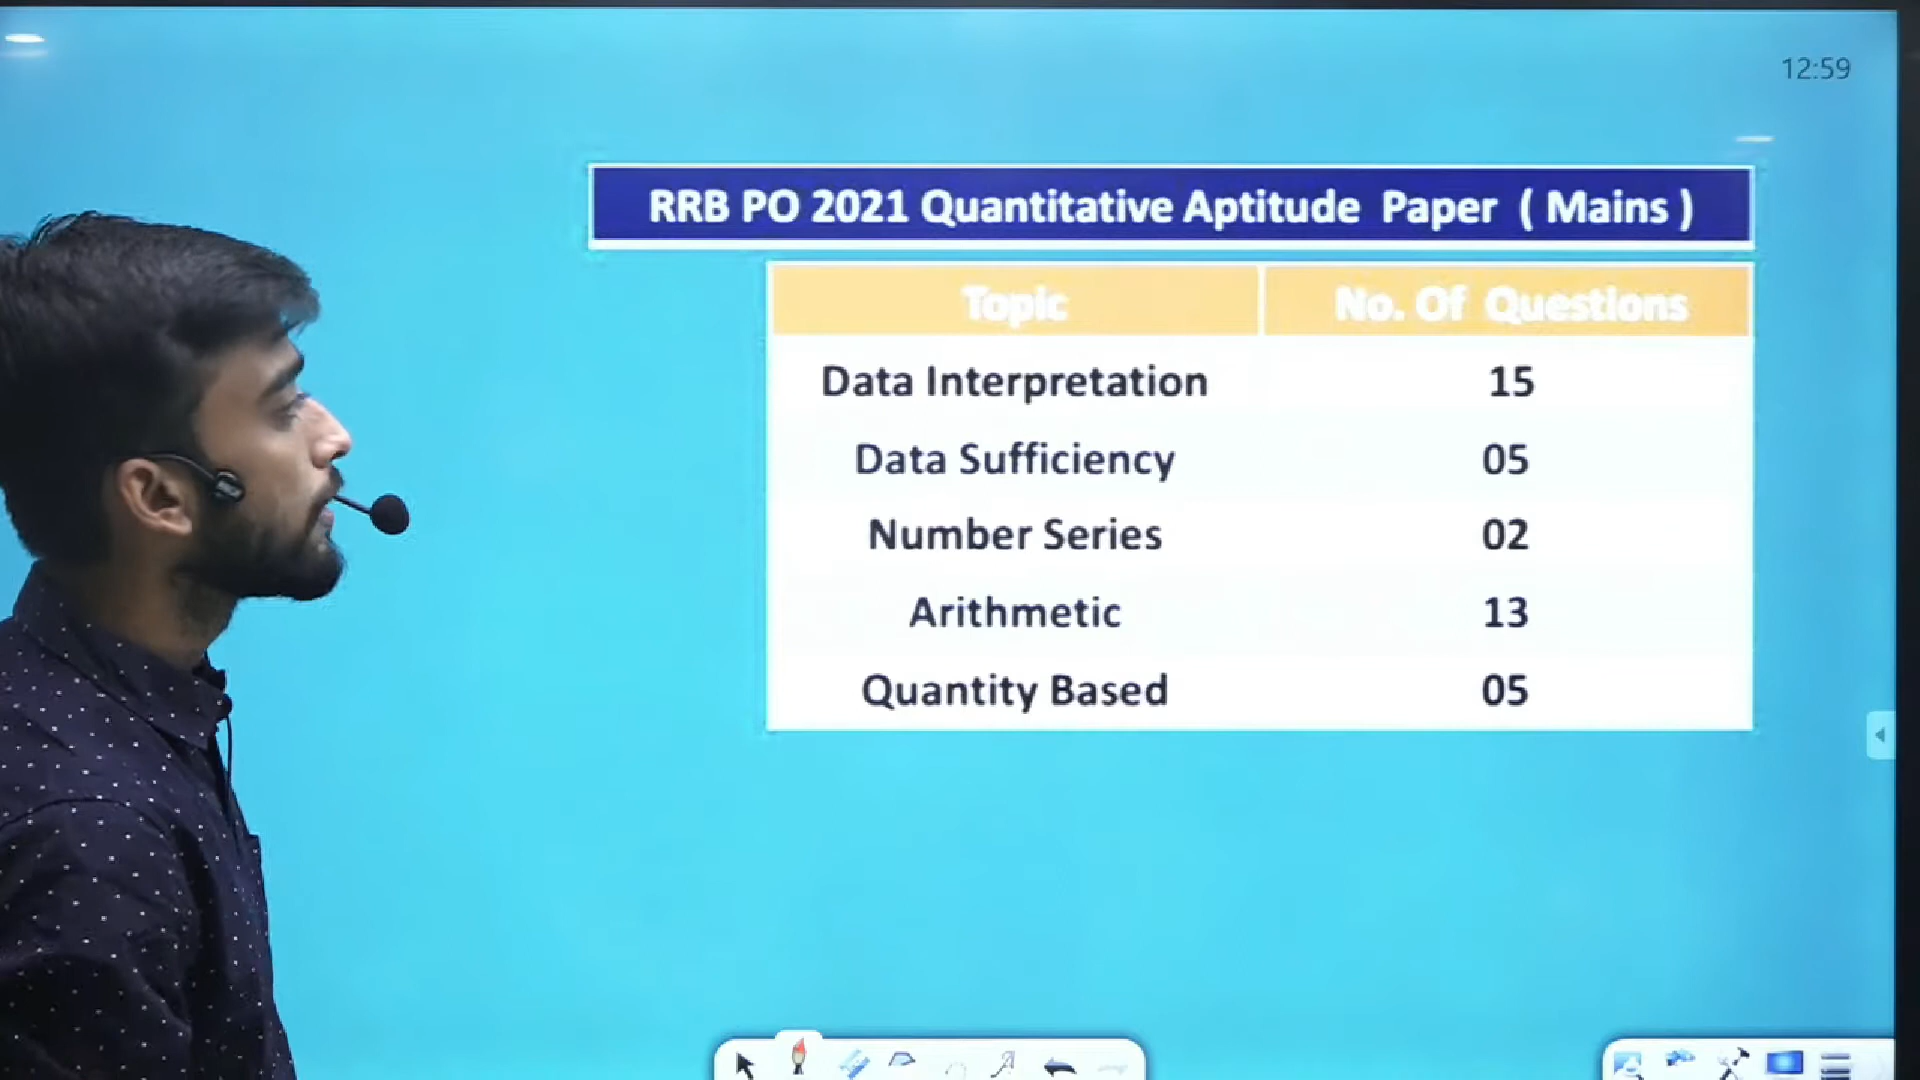 12:59
RRB PO 2021 Quantitative Aptitude Paper ( Mains )
Topic No. Of Questions
Data Interpretation 15
Data Sufficiency 05
Number Series 02
Arithmetic 13
Quantity Based 05